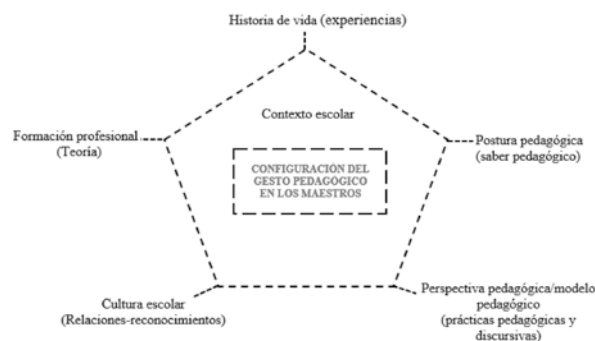 Historia de vida (experiencias)
Contexto escolar
Formación profesional
(Teoría)
Postura pedagógica
(saber pedagógico)
CONFIGURACIÓN DEL
GESTO PEDAGÓGICO
EN LOS MAESTROS
Cultura escolar
(Relaciones-reconocimientos)
Perspectiva pedagógica/modelo
pedagógico
(prácticas pedagógicas y
discursivas)